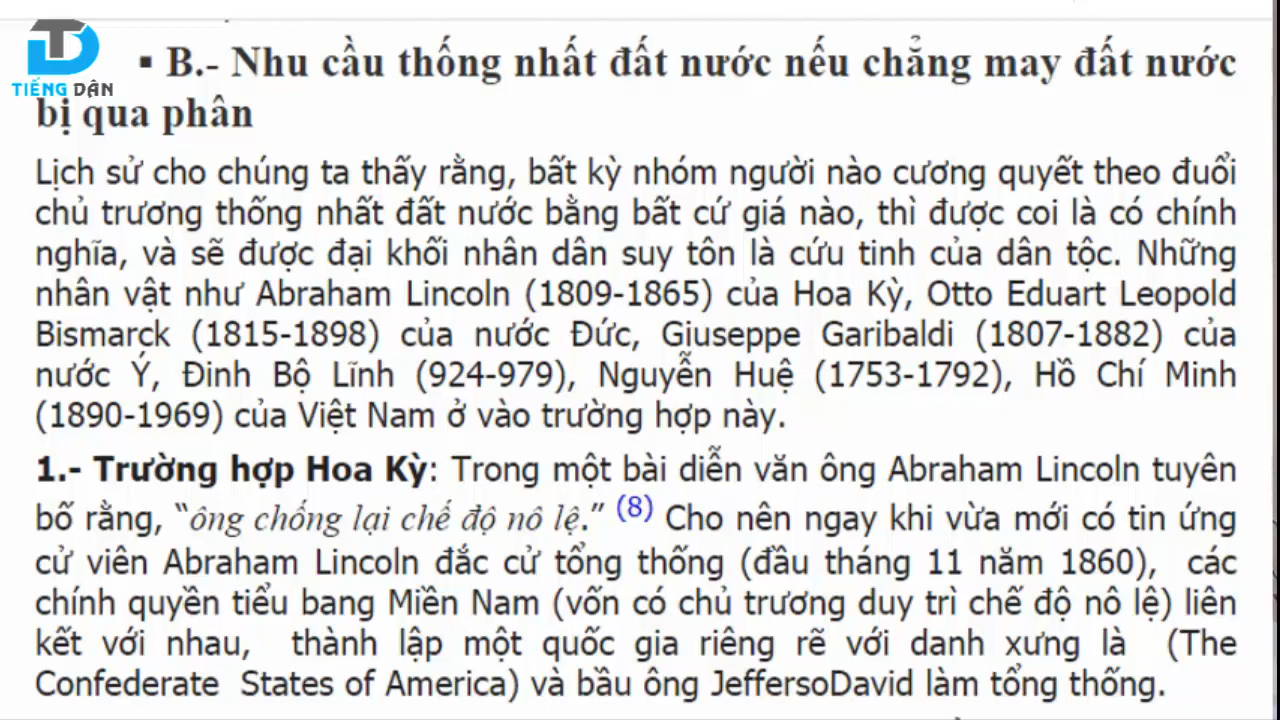 ▪ B.- Nhu cầu thống nhất đất nước nếu chẳng may đất nước
TIẾNG DÂN
bị qua phân
Lịch sử cho chúng ta thấy rằng, bất kỳ nhóm người nào cương quyết theo đuổi
chủ trương thống nhất đất nước bằng bất cứ giá nào, thì được coi là có chính
nghĩa, và sẽ được đại khối nhân dân suy tôn là cứu tinh của dân tộc. Những
nhân vật như Abraham Lincoln (1809-1865) của Hoa Kỳ, Otto Eduart Leopold
Bismarck (1815-1898) của nước Đức, Giuseppe Garibaldi (1807-1882) của
nước Ý, Đinh Bộ Lĩnh (924-979), Nguyễn Huệ (1753-1792), Hồ Chí Minh
(1890-1969) của Việt Nam ở vào trường hợp này.
1.- Trường hợp Hoa Kỳ: Trong một bài diễn văn ông Abraham Lincoln tuyên
bố rằng, “ông chống lại chế độ nô lệ.” (8) Cho nên ngay khi vừa mới có tin ứng
cử viên Abraham Lincoln đắc cử tổng thống (đầu tháng 11 năm 1860), các
chính quyền tiểu bang Miền Nam (vốn có chủ trương duy trì chế độ nô lệ) liên
kết với nhau, thành lập một quốc gia riêng rẽ với danh xưng là (The
Confederate States of America) và bầu ông JeffersoDavid làm tổng thống.